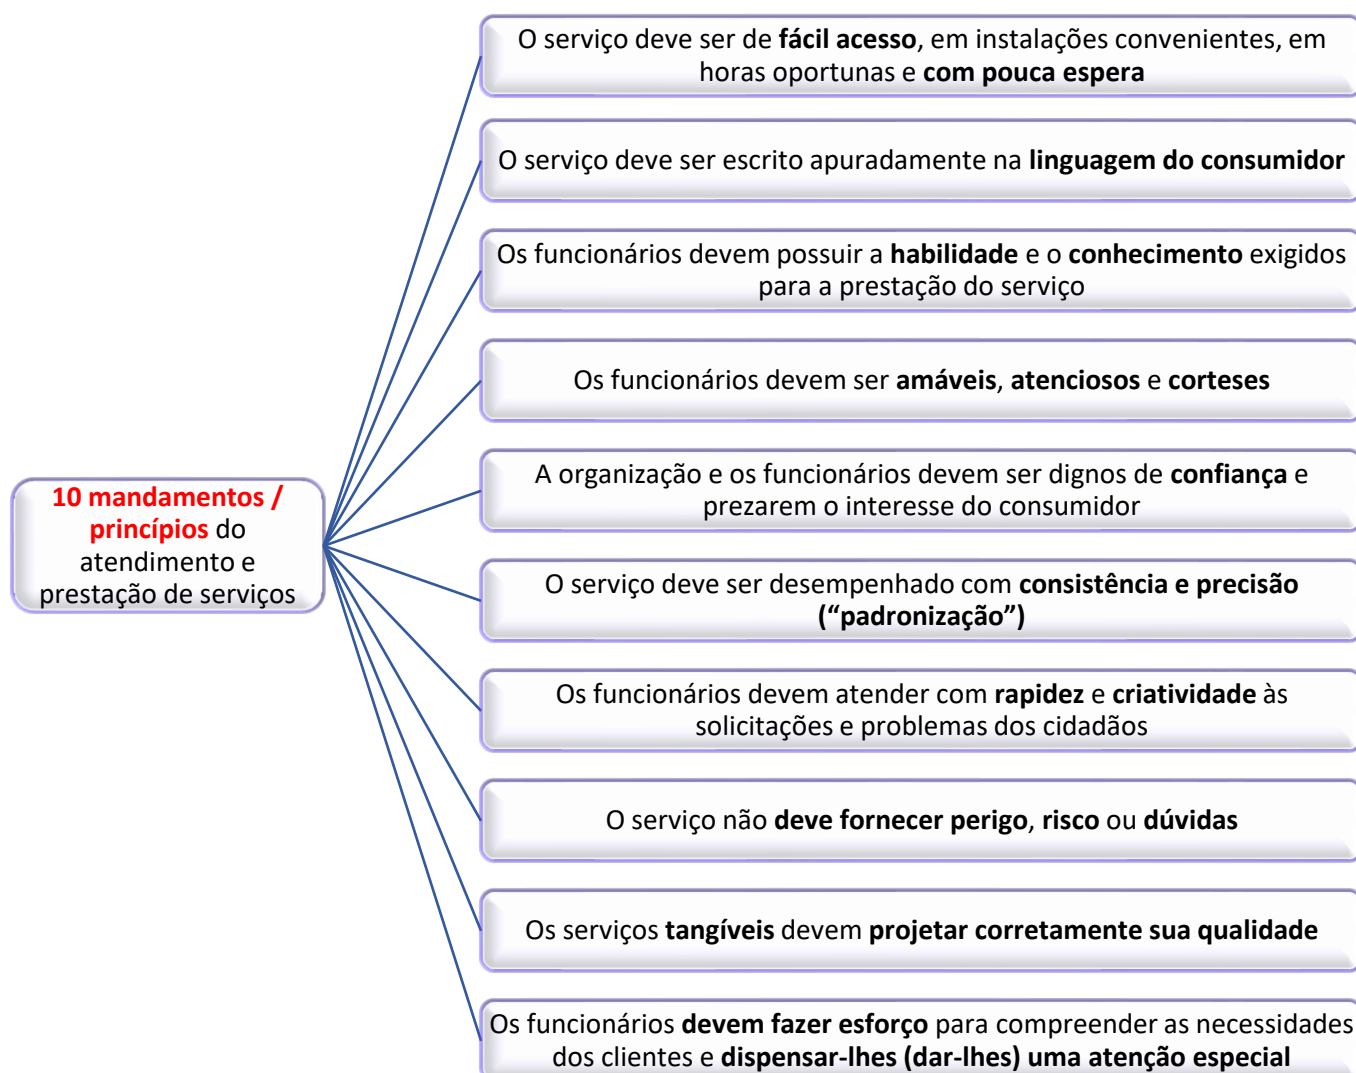 O serviço deve ser de fácil acesso, em instalações convenientes, em
horas oportunas e com pouca espera
O serviço deve ser escrito apuradamente na linguagem do consumidor
Os funcionários devem possuir a habilidade e o conhecimento exigidos
para a prestação do serviço
Os funcionários devem ser amáveis, atenciosos e corteses
10 mandamentos /
princípios do
atendimento e
prestação de serviços
A organização e os funcionários devem ser dignos de confiança e
prezarem o interesse do consumidor
O serviço deve ser desempenhado com consistência e precisão
(“padronização”)
Os funcionários devem atender com rapidez e criatividade às
solicitações e problemas dos cidadãos
O serviço não deve fornecer perigo, risco ou dúvidas
Os serviços tangíveis devem projetar corretamente sua qualidade
Os funcionários devem fazer esforço para compreender as necessidades
dos clientes e dispensar-lhes (dar-lhes) uma atenção especial